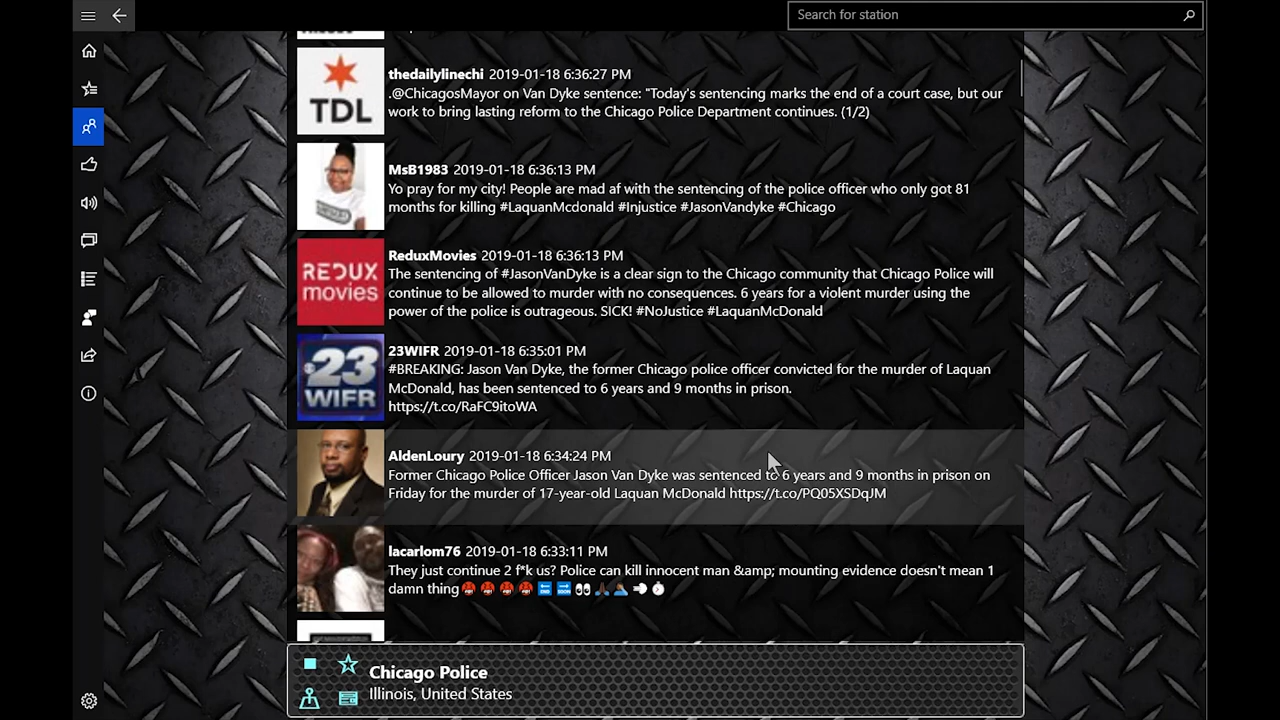 Search for station
thedailylinechi 2019-01-18 6:36:27 PM
.@ChicagosMayor on Van Dyke sentence: "Today's sentencing marks the end of a court case, but our
work to bring lasting reform to the Chicago Police Department continues. (1/2)
TDL
MsB1983 2019-01-18 6:36:13 PM
Yo pray for my city! People are mad af with the sentencing of the police officer who only got 81
months for killing #LaquanMcdonald #Injustice #JasonVandyke #Chicago
ReduxMovies 2019-01-18 6:36:13 PM
The sentencing of #JasonVanDyke is a clear sign to the Chicago community that Chicago Police will
continue to be allowed to murder with no consequences. 6 years for a violent murder using the
power of the police is outrageous. SICK! #NoJustice #LaquanMcDonald
REDUX
movies
23WIFR 2019-01-18 6:35:01 PM
#BREAKING: Jason Van Dyke, the former Chicago police officer convicted for the murder of Laquan
McDonald, has been sentenced to 6 years and 9 months in prison.
https://t.co/RaFC9itoWA
23
WIFR
AldenLoury 2019-01-18 6:34:24 PM
Former Chicago Police Officer Jason Van Dyke was sentenced to 6 years and 9 months in prison on
Friday for the murder of 17-year-old Laquan McDonald https://t.co/PQ05XSDqJM
lacarlom76 2019-01-18 6:33:11 PM
They just continue 2 f*k us? Police can kill innocent man &amp; mounting evidence doesn't mean 1
damn thing
Chicago Police
Illinois, United States